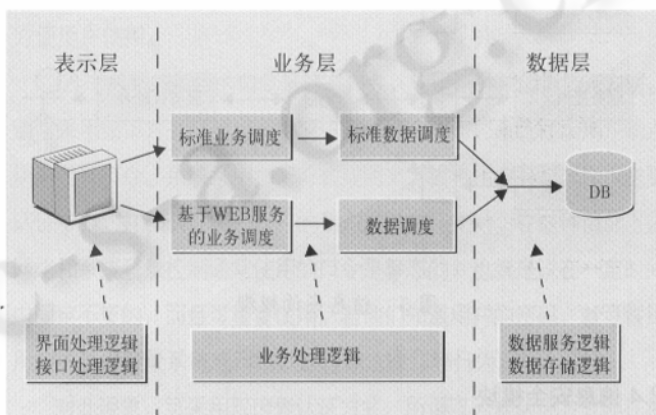 表示层
业务层
数据层
标准业务调度
标准数据调度
基于WEB服务
的业务调度
数据调度
DB
界面处理逻辑
接口处理逻辑
业务处理逻辑
数据服务逻辑
数据存储逻辑